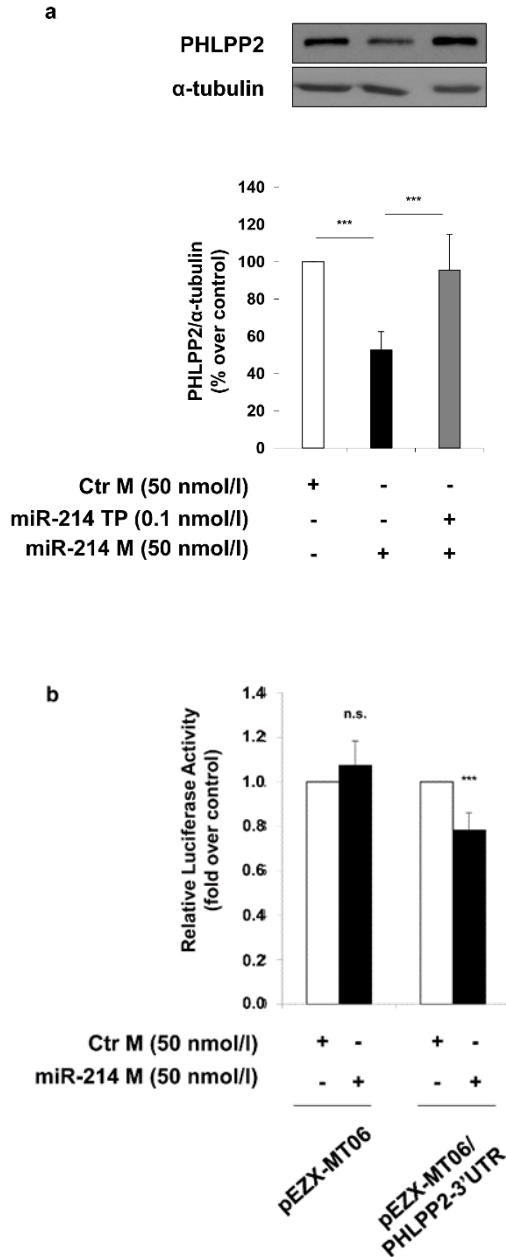 a
PHLPP2
α-tubulin
PHLPP2/α-tubulin
(% over control)
140
120
100
80
60
40
20
0
***
***
Ctr M (50 nmol/l) + - -
miR-214 TP (0.1 nmol/l) - - +
miR-214 M (50 nmol/l) - + +
b
Relative Luciferase Activity
(fold over control)
1.4
1.2
1.0
0.8
0.6
0.4
0.2
0.0
n.s.
***
Ctr M (50 nmol/l) + - + -
miR-214 M (50 nmol/l) - + - +
pEZX-MT06
pEZX-MT06/
PHLPP2-3'UTR